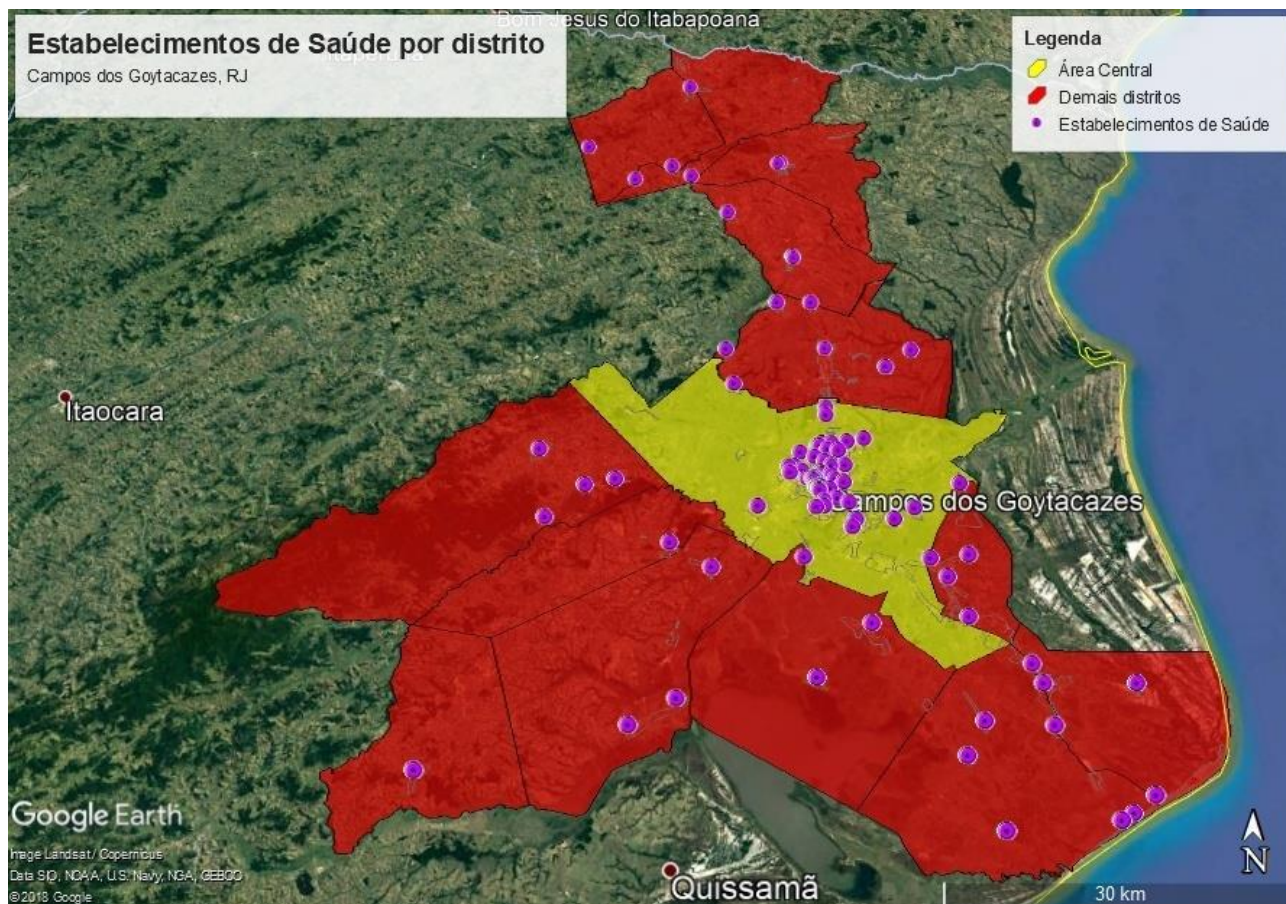 Bom Jesus do Itabapoana
Estabelecimentos de Saúde por distrito
Campos dos Goytacazes, RJ
Legenda
Área Central
Demais distritos
Estabelecimentos de Saúde
Itaocara
Campos dos Goytacazes
Google Earth
Image Landsat / Copernicus
Data SIO, NOAA, U.S. Navy, NGA, GEBCO
© 2018 Google
Quissamã
30 km
N